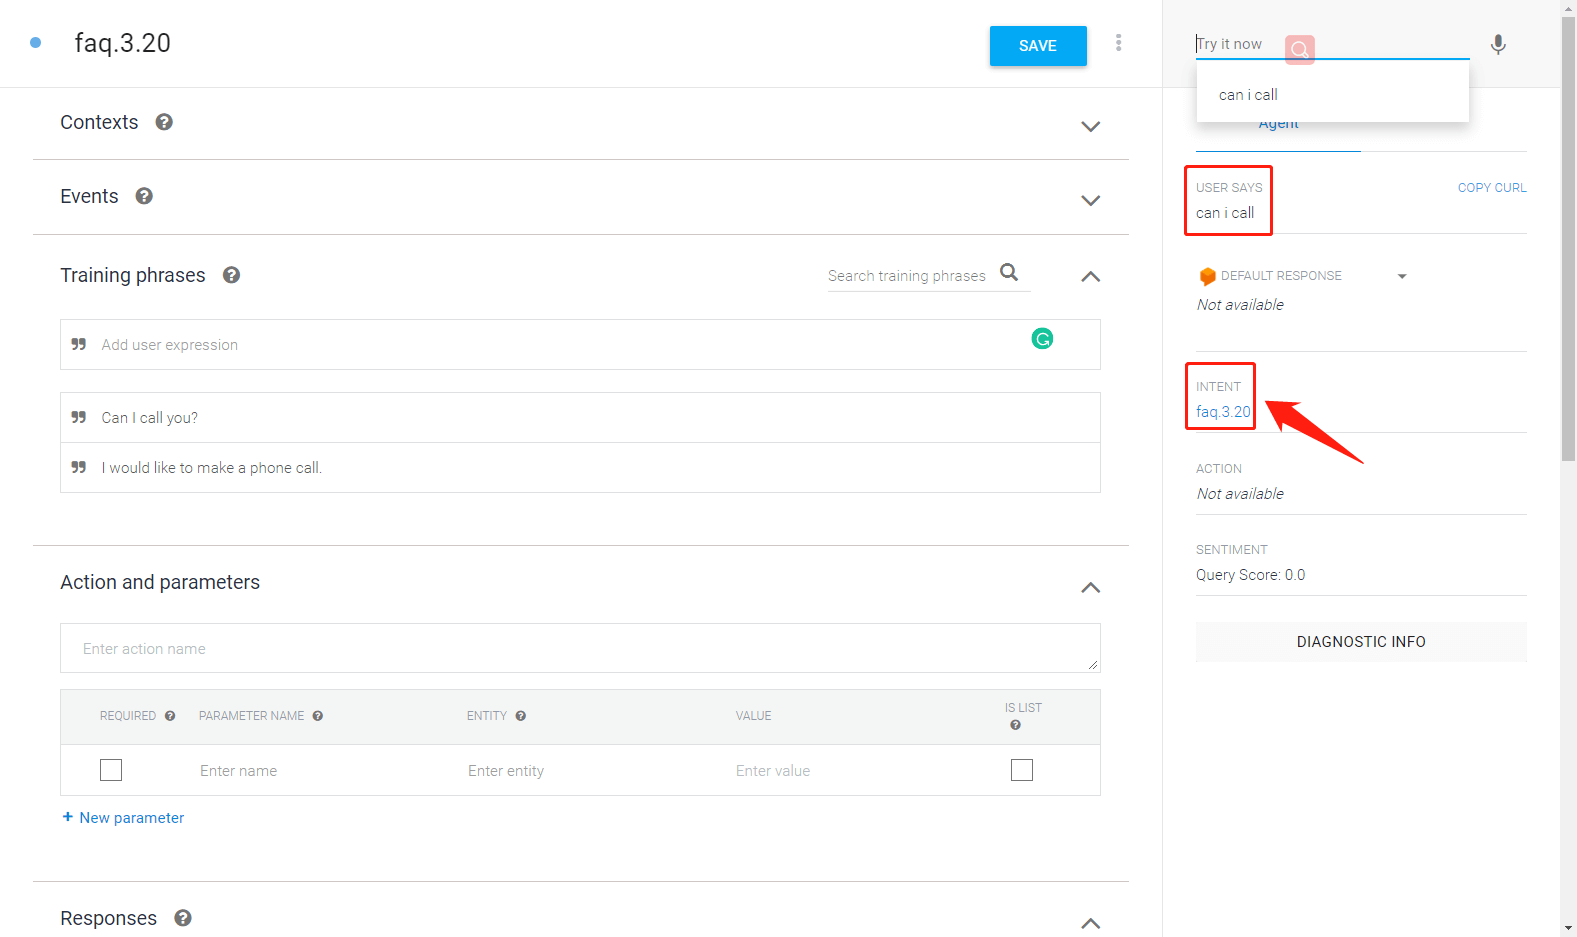 faq.3.20
SAVE
Contexts
Events
Training phrases
Search training phrases
Add user expression
Can I call you?
I would like to make a phone call.
Action and parameters
Enter action name
REQUIRED PARAMETER NAME ENTITY VALUE IS LIST
Enter name Enter entity Enter value
+ New parameter
Responses
Try it now
can i call
Agent
USER SAYS COPY CURL
can i call
DEFAULT RESPONSE
Not available
INTENT
faq.3.20
ACTION
Not available
SENTIMENT
Query Score: 0.0
DIAGNOSTIC INFO